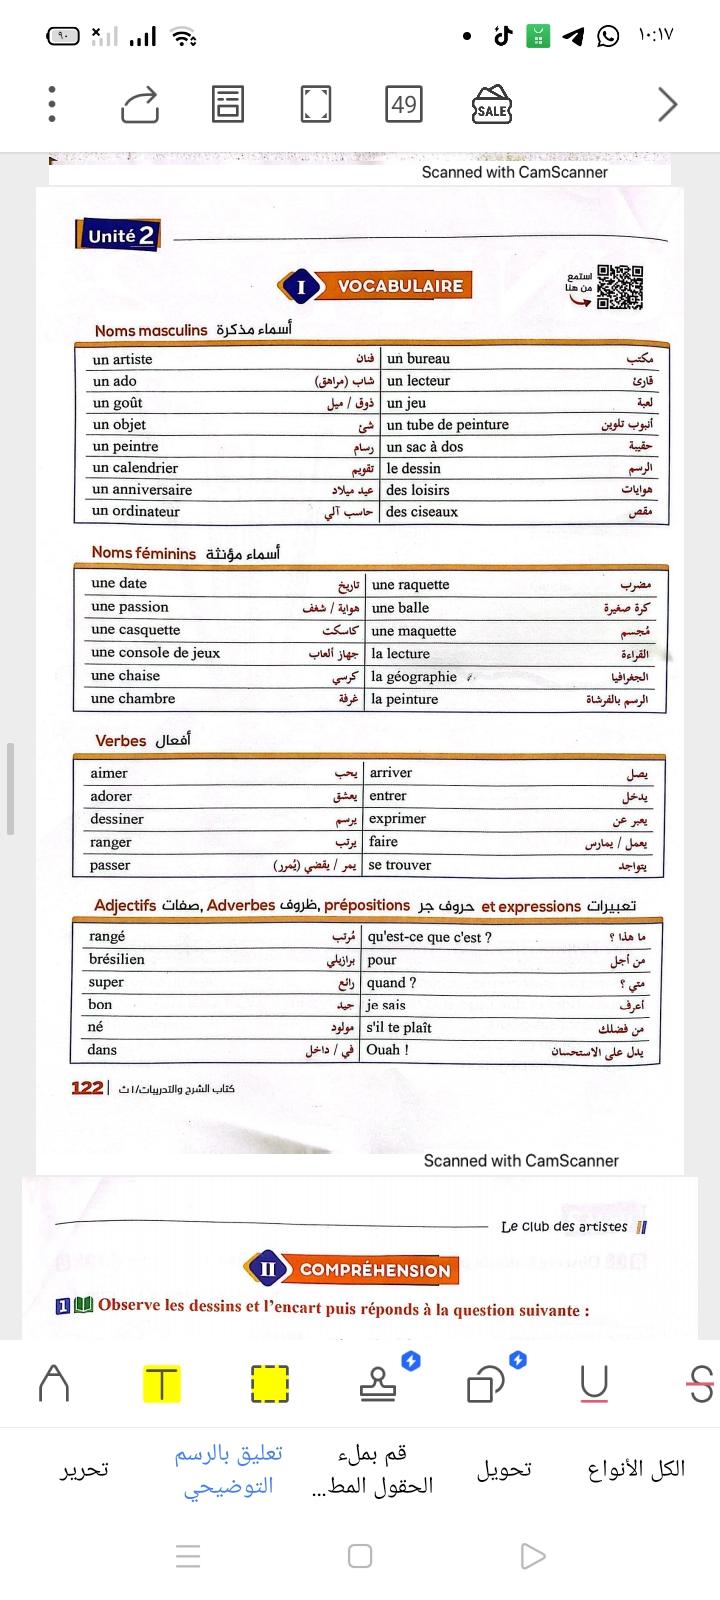 ٩٠
١٠:١٧
49
SALE
Scanned with CamScanner
Unité 2
I VOCABULAIRE
استمع
من هنا
Noms masculins أسماء مذكرة
un artiste فنان un bureau مكتب
un ado شاب (مراهق) un lecteur قارئ
un goût ذوق / ميل un jeu لعبة
un objet شئ un tube de peinture أنبوب تلوين
un peintre رسام un sac à dos حقيبة
un calendrier تقويم le dessin الرسم
un anniversaire عيد ميلاد des loisirs هوايات
un ordinateur حاسب آلي des ciseaux مقص
Noms féminins أسماء مؤنثة
une date تاريخ une raquette مضرب
une passion هواية / شغف une balle كرة صغيرة
une casquette كاسكت une maquette مُجسم
une console de jeux جهاز ألعاب la lecture القراءة
une chaise كرسي la géographie الجغرافيا
une chambre غرفة la peinture الرسم بالفرشاة
Verbes أفعال
aimer يحب arriver يصل
adorer يعشق entrer يدخل
dessiner يرسم exprimer يعبر عن
ranger يرتب faire يعمل / يمارس
passer يمر / يقضي (يُمرر) se trouver يتواجد
Adjectifs صفات, Adverbes ظروف, prépositions حروف جر et expressions تعبيرات
rangé مُرتب qu'est-ce que c'est ? ما هذا ؟
brésilien برازيلي pour من أجل
super رائع quand ? متي ؟
bon جيد je sais أعرف
né مولود s'il te plaît من فضلك
dans في / داخل Ouah ! يدل على الاستحسان
122 كتاب الشرح والتدريبات/١ ث
Scanned with CamScanner
Le club des artistes
II COMPRÉHENSION
1 Observe les dessins et l'encart puis réponds à la question suivante :
T
U
S
الكل الأنواع
تحويل
قم بملء
الحقول المط...
تعليق بالرسم
التوضيحي
تحرير